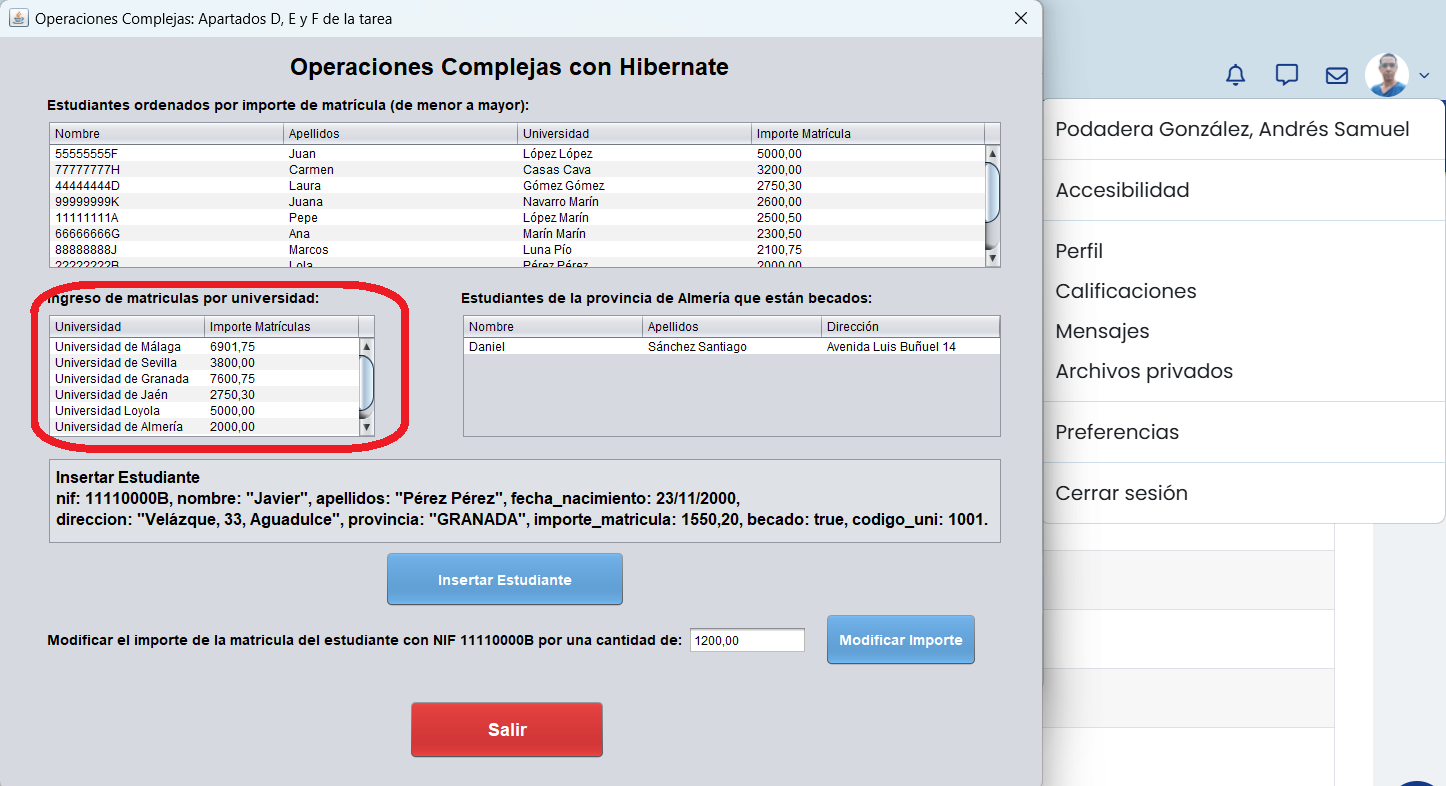 Operaciones Complejas: Apartados D, E y F de la tarea
Operaciones Complejas con Hibernate
Estudiantes ordenados por importe de matrícula (de menor a mayor):
Nombre Apellidos Universidad Importe Matrícula
55555555F Juan López López 5000,00
77777777H Carmen Casas Cava 3200,00
44444444D Laura Gómez Gómez 2750,30
99999999K Juana Navarro Marín 2600,00
11111111A Pepe López Marín 2500,50
66666666G Ana Marín Marín 2300,50
88888888J Marcos Luna Pío 2100,75
22222222B Lola Pérez Pérez 2000,00
Ingreso de matriculas por universidad:
Universidad Importe Matrículas
Universidad de Málaga 6901,75
Universidad de Sevilla 3800,00
Universidad de Granada 7600,75
Universidad de Jaén 2750,30
Universidad Loyola 5000,00
Universidad de Almería 2000,00
Estudiantes de la provincia de Almería que están becados:
Nombre Apellidos Dirección
Daniel Sánchez Santiago Avenida Luis Buñuel 14
Insertar Estudiante
nif: 11110000B, nombre: "Javier", apellidos: "Pérez Pérez", fecha_nacimiento: 23/11/2000,
direccion: "Velázque, 33, Aguadulce", provincia: "GRANADA", importe_matricula: 1550,20, becado: true, codigo_uni: 1001.
Insertar Estudiante
Modificar el importe de la matricula del estudiante con NIF 11110000B por una cantidad de: 1200,00 Modificar Importe
Salir
Podadera González, Andrés Samuel
Accesibilidad
Perfil
Calificaciones
Mensajes
Archivos privados
Preferencias
Cerrar sesión